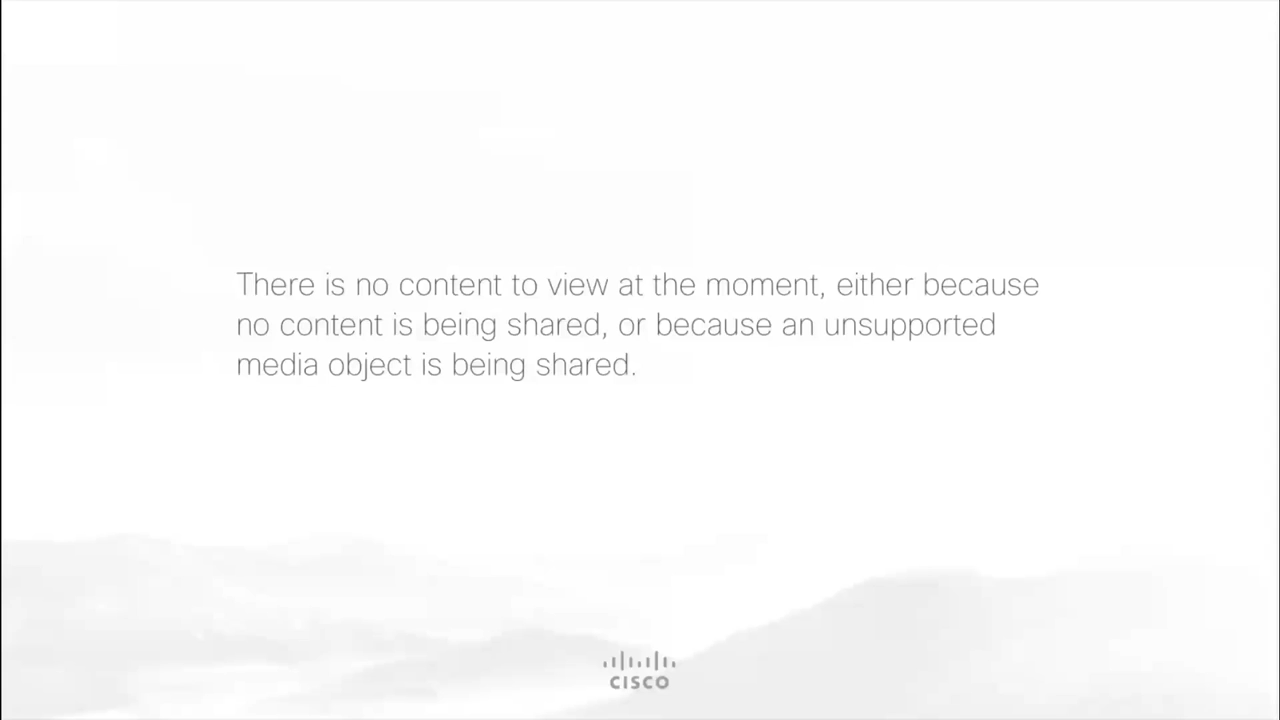 There is no content to view at the moment, either because
no content is being shared, or because an unsupported
media object is being shared.
CISCO